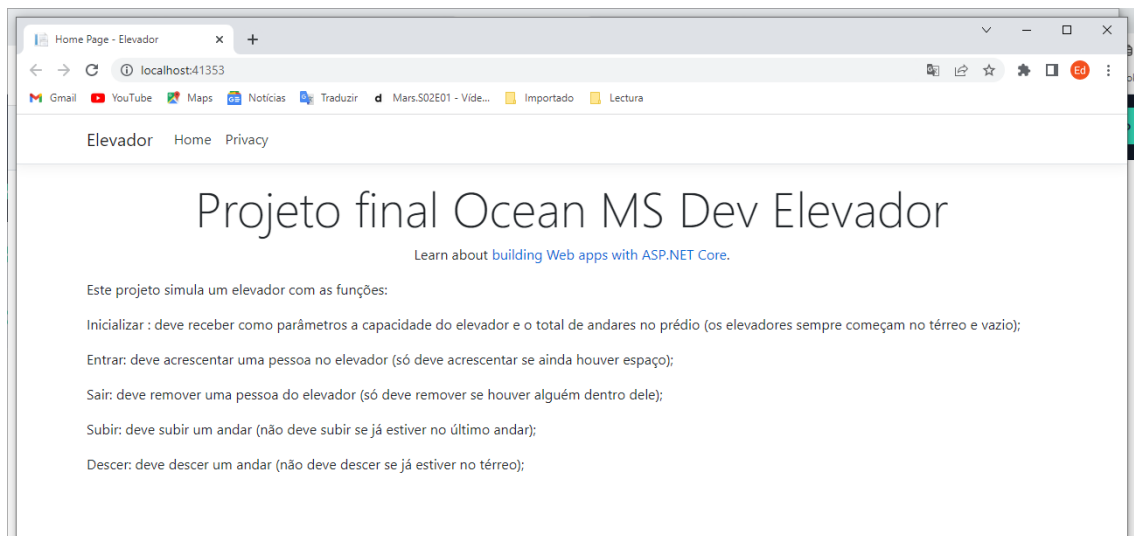 Home Page - Elevador
localhost:41353
Ed
Gmail YouTube Maps GE Notícias Traduzir d Mars.S02E01 - Víde... Importado Lectura
Elevador Home Privacy
Projeto final Ocean MS Dev Elevador
Learn about building Web apps with ASP.NET Core.
Este projeto simula um elevador com as funções:
Inicializar : deve receber como parâmetros a capacidade do elevador e o total de andares no prédio (os elevadores sempre começam no térreo e vazio);
Entrar: deve acrescentar uma pessoa no elevador (só deve acrescentar se ainda houver espaço);
Sair: deve remover uma pessoa do elevador (só deve remover se houver alguém dentro dele);
Subir: deve subir um andar (não deve subir se já estiver no último andar);
Descer: deve descer um andar (não deve descer se já estiver no térreo);